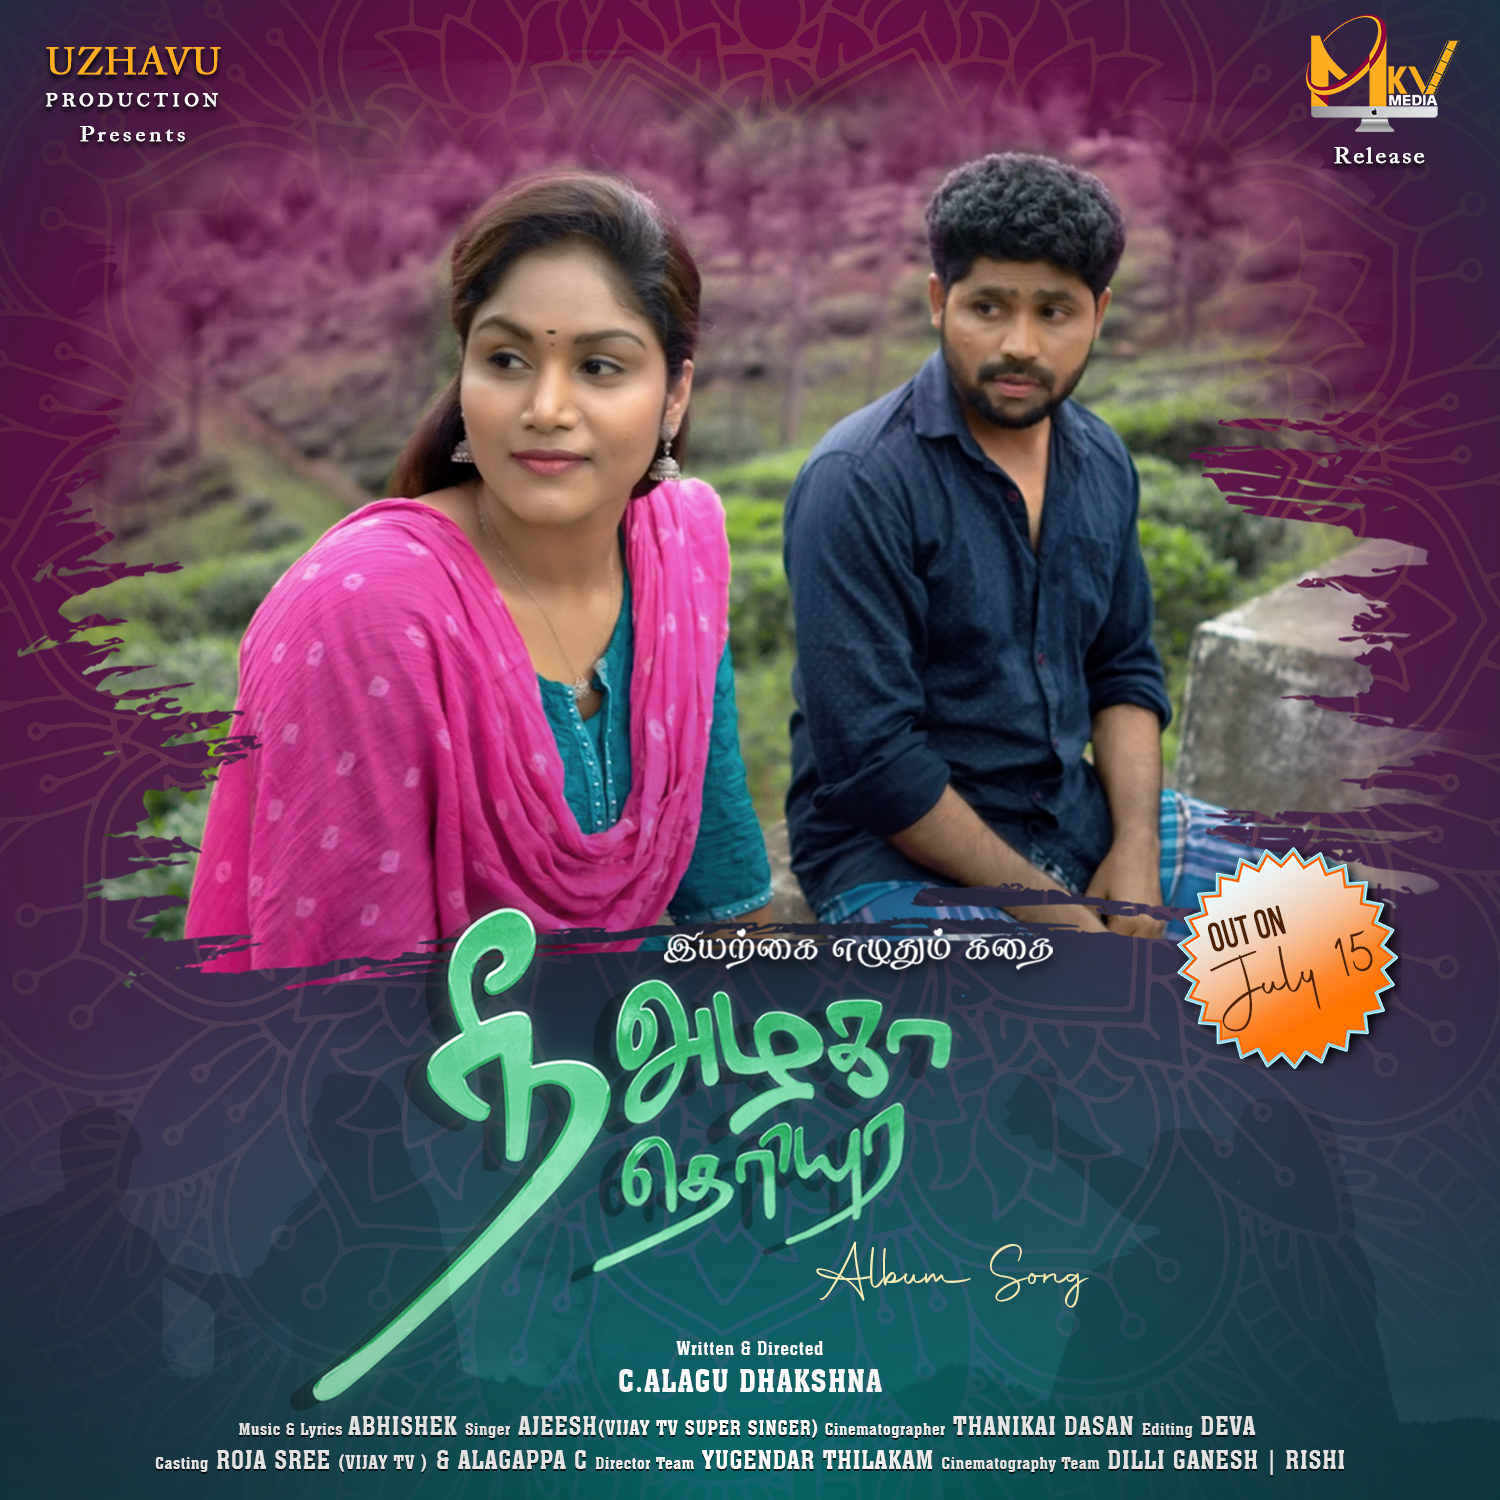 UZHAVU
PRODUCTION
Presents
MKV
MEDIA
Release
இயற்கை எழுதும் கதை
நீ
அழகா
தெரியுர
OUT ON
July 15
Album Song
Written & Directed
C.ALAGU DHAKSHNA
Music & Lyrics ABHISHEK Singer AJEESH(VIJAY TV SUPER SINGER) Cinematographer THANIKAI DASAN Editing DEVA
Casting ROJA SREE (VIJAY TV ) & ALAGAPPA C Director Team YUGENDAR THILAKAM Cinematography Team DILLI GANESH | RISHI